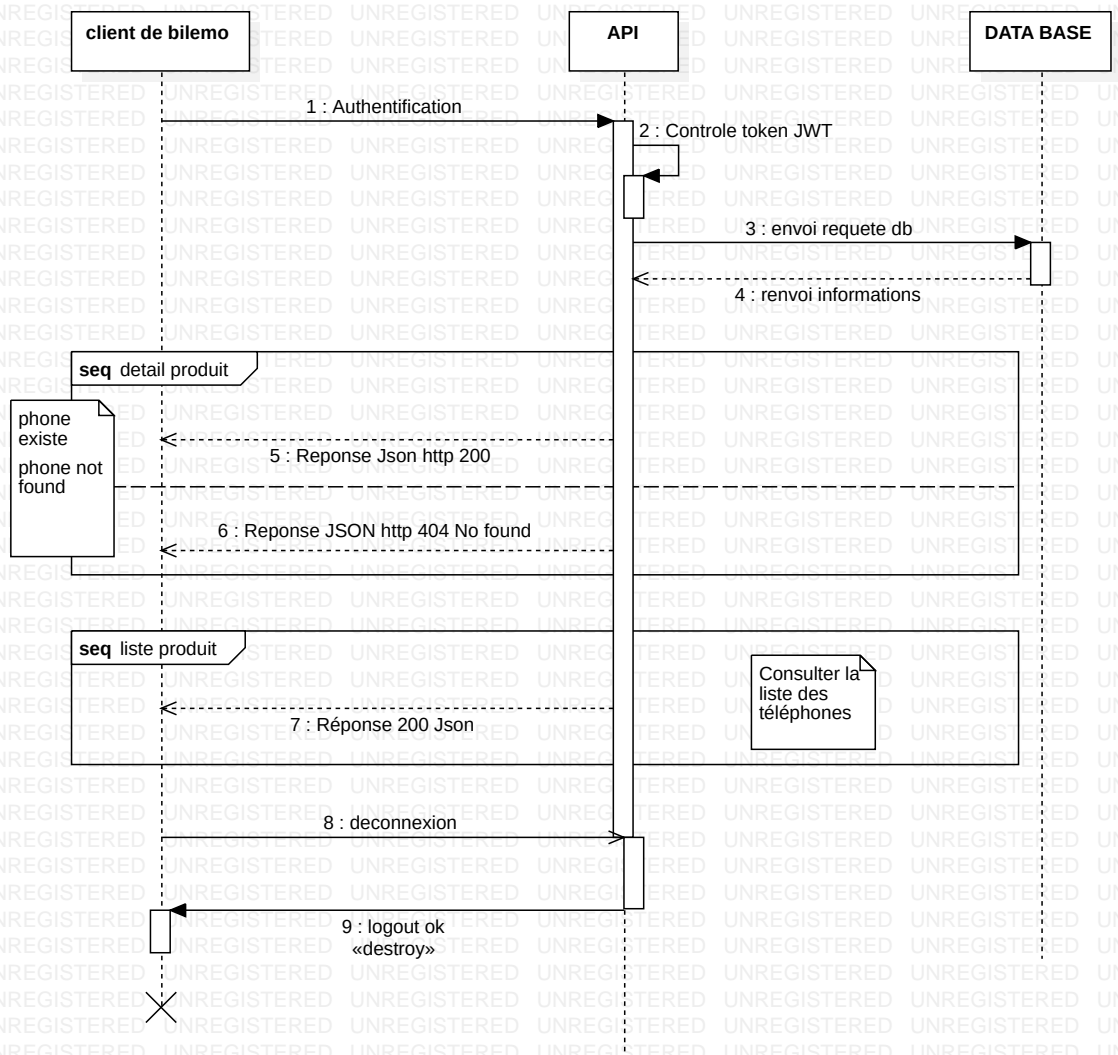 client de bilemo
API
DATA BASE
1 : Authentification
2 : Controle token JWT
3 : envoi requete db
4 : renvoi informations
seq detail produit
phone
existe
phone not
found
5 : Reponse Json http 200
6 : Reponse JSON http 404 No found
seq liste produit
Consulter la
liste des
téléphones
7 : Réponse 200 Json
8 : deconnexion
9 : logout ok
«destroy»
UNREGISTERED